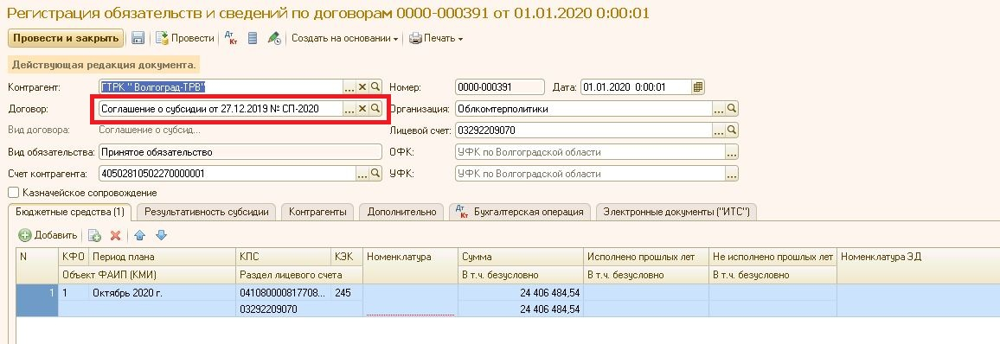 Регистрация обязательств и сведений по договорам 0000-000391 от 01.01.2020 0:00:01
Провести и закрыть Провести Дт Кт Создать на основании Печать
Действующая редакция документа.
Контрагент: ГТРК " Волгоград-ТРВ" Номер: 0000-000391 Дата: 01.01.2020 0:00:01
Договор: Соглашение о субсидии от 27.12.2019 № СП-2020 Организация: Облкомтерполитики
Вид договора: Соглашение о субсид... Лицевой счет: 03292209070
Вид обязательства: Принятое обязательство ОФК: УФК по Волгоградской области
Счет контрагента: 40502810502270000001 УФК: УФК по Волгоградской области
Казначейское сопровождение
Бюджетные средства (1) Результативность субсидии Контрагенты Дополнительно Дт Кт Бухгалтерская операция Электронные документы ("ИТС")
Добавить
N КФО Период плана КПС КЭК Номенклатура Сумма Исполнено прошлых лет Не исполнено прошлых лет Номенклатура ЭД
Объект ФАИП (КМИ) Раздел лицевого счета В т.ч. безусловно В т.ч. безусловно В т.ч. безусловно
1 1 Октябрь 2020 г. 041080000817708... 245 24 406 484,54
03292209070 24 406 484,54